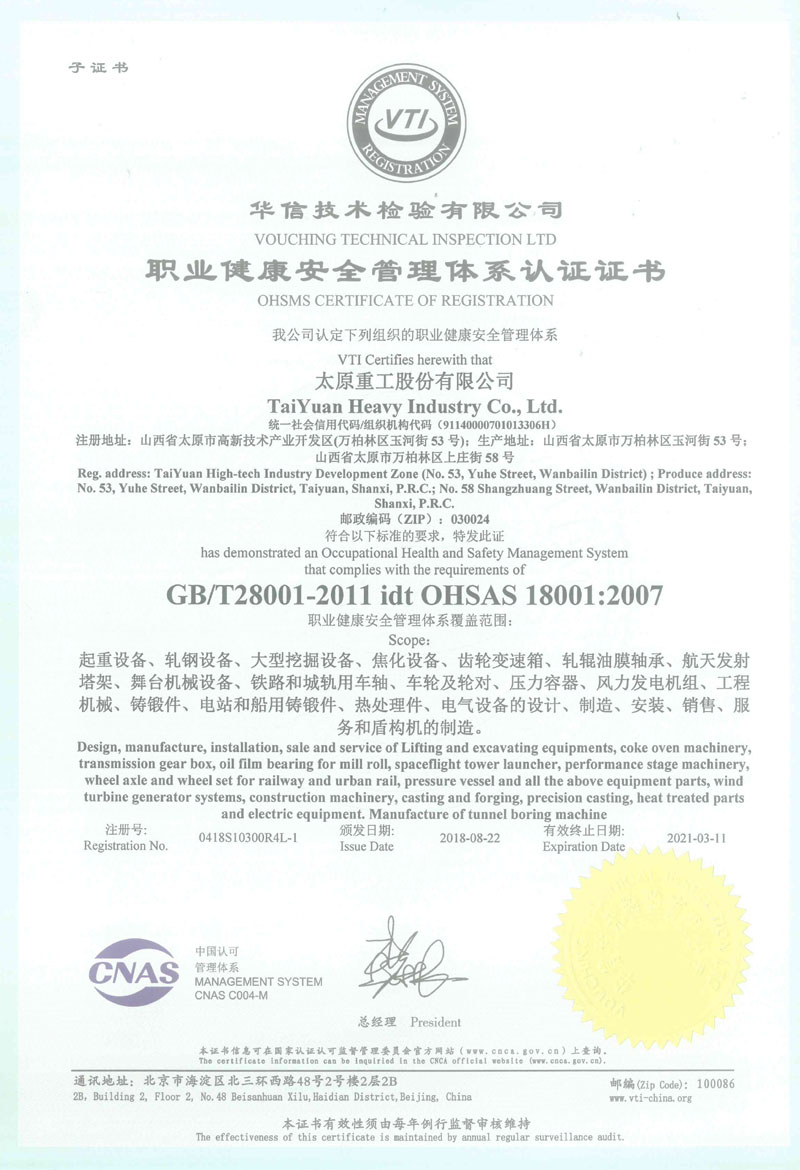 子证书
MANAGEMENT SYSTEM
VTI
REGISTRATION
华信技术检验有限公司
VOUCHING TECHNICAL INSPECTION LTD
职业健康安全管理体系认证证书
OHSMS CERTIFICATE OF REGISTRATION
我公司认定下列组织的职业健康安全管理体系
VTI Certifies herewith that
太原重工股份有限公司
TaiYuan Heavy Industry Co., Ltd.
统一社会信用代码/组织机构代码（91140000701013306H）
注册地址：山西省太原市高新技术产业开发区(万柏林区玉河街 53 号)；生产地址：山西省太原市万柏林区玉河街 53 号；
山西省太原市万柏林区上庄街 58 号
Reg. address: TaiYuan High-tech Industry Development Zone (No. 53, Yuhe Street, Wanbailin District) ; Produce address:
No. 53, Yuhe Street, Wanbailin District, Taiyuan, Shanxi, P.R.C.; No. 58 Shangzhuang Street, Wanbailin District, Taiyuan,
Shanxi, P.R.C.
邮政编码（ZIP）：030024
符合以下标准的要求，特发此证
has demonstrated an Occupational Health and Safety Management System
that complies with the requirements of
GB/T28001-2011 idt OHSAS 18001:2007
职业健康安全管理体系覆盖范围:
Scope:
起重设备、轧钢设备、大型挖掘设备、焦化设备、齿轮变速箱、轧辊油膜轴承、航天发射
塔架、舞台机械设备、铁路和城轨用车轴、车轮及轮对、压力容器、风力发电机组、工程
机械、铸锻件、电站和船用铸锻件、热处理件、电气设备的设计、制造、安装、销售、服
务和盾构机的制造。
Design, manufacture, installation, sale and service of Lifting and excavating equipments, coke oven machinery,
transmission gear box, oil film bearing for mill roll, spaceflight tower launcher, performance stage machinery,
wheel axle and wheel set for railway and urban rail, pressure vessel and all the above equipment parts, wind
turbine generator systems, construction machinery, casting and forging, precision casting, heat treated parts
and electric equipment. Manufacture of tunnel boring machine
注册号: 颁发日期: 有效终止日期:
Registration No. 0418S10300R4L-1 Issue Date 2018-08-22 Expiration Date 2021-03-11
CNAS
中国认可
管理体系
MANAGEMENT SYSTEM
CNAS C004-M
总经理 President
本证书信息可在国家认证认可监督管理委员会官方网站（www.cnca.gov.cn）上查询。
The certificate information can be inquiried in the CNCA official website (www.cnca.gov.cn).
通讯地址：北京市海淀区北三环西路48号2号楼2层2B 邮编(Zip Code)：100086
2B, Building 2, Floor 2, No.48 Beisanhuan Xilu,Haidian District,Beijing, China www.vti-china.org
本证书有效性须由每年例行监督审核维持
The effectiveness of this certificate is maintained by annual regular surveillance audit.